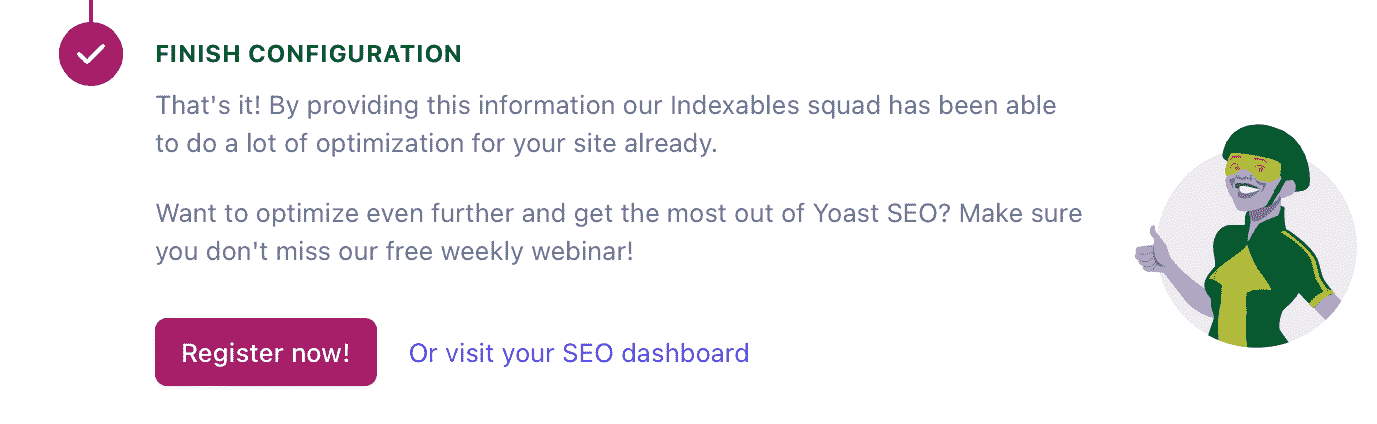 FINISH CONFIGURATION
That's it! By providing this information our Indexables squad has been able
to do a lot of optimization for your site already.
Want to optimize even further and get the most out of Yoast SEO? Make sure
you don't miss our free weekly webinar!
Register now!
Or visit your SEO dashboard